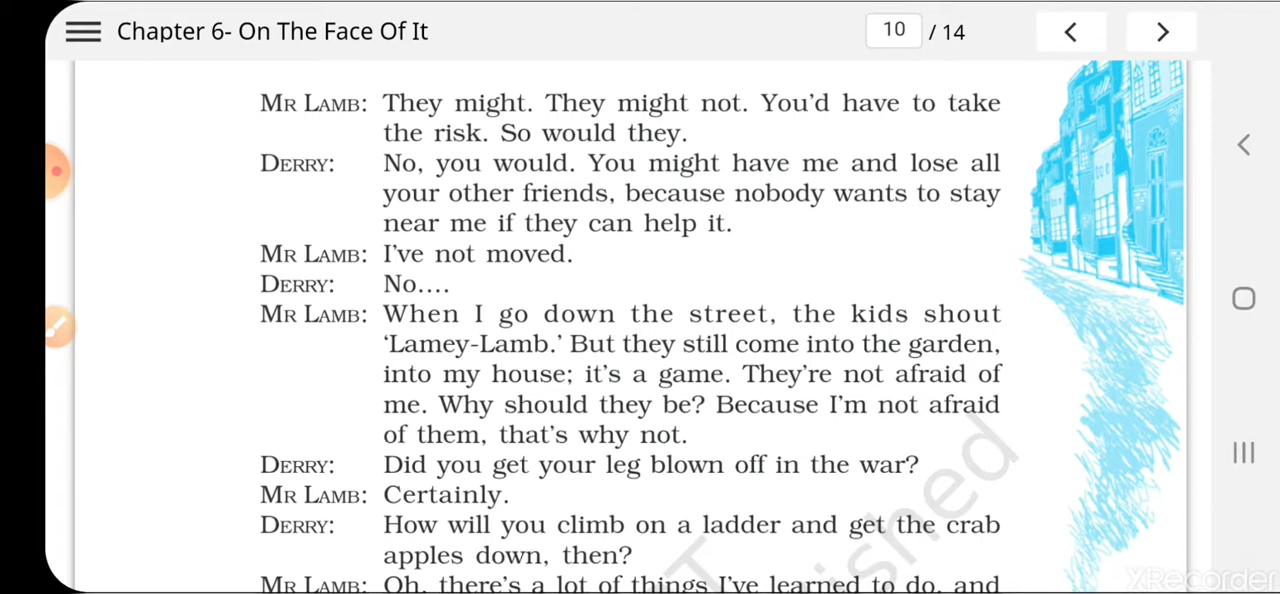 Chapter 6- On The Face Of It
10 / 14
MR LAMB: They might. They might not. You'd have to take
the risk. So would they.
DERRY: No, you would. You might have me and lose all
your other friends, because nobody wants to stay
near me if they can help it.
MR LAMB: I've not moved.
DERRY: No....
MR LAMB: When I go down the street, the kids shout
'Lamey-Lamb.' But they still come into the garden,
into my house; it's a game. They're not afraid of
me. Why should they be? Because I'm not afraid
of them, that's why not.
DERRY: Did you get your leg blown off in the war?
MR LAMB: Certainly.
DERRY: How will you climb on a ladder and get the crab
apples down, then?
MR LAMB: Oh, there's a lot of things I've learned to do, and
XRecorder